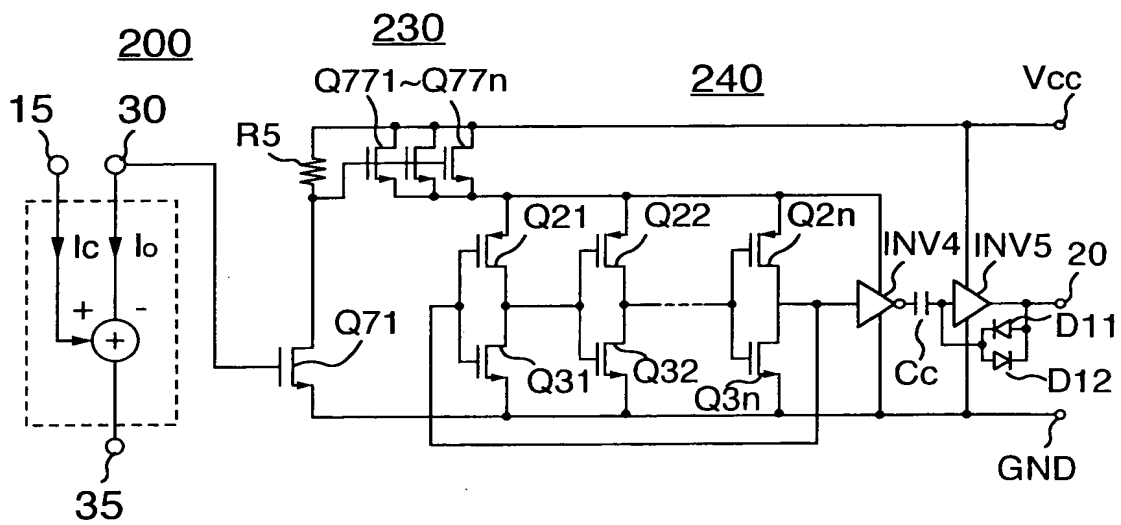 200
230
240
Q771~Q77n
Vcc
15
30
R5
Q21
Q22
Q2n
INV4
INV5
20
Ic
Io
+
-
+
Q71
Q31
Q32
Q3n
Cc
D11
D12
GND
35